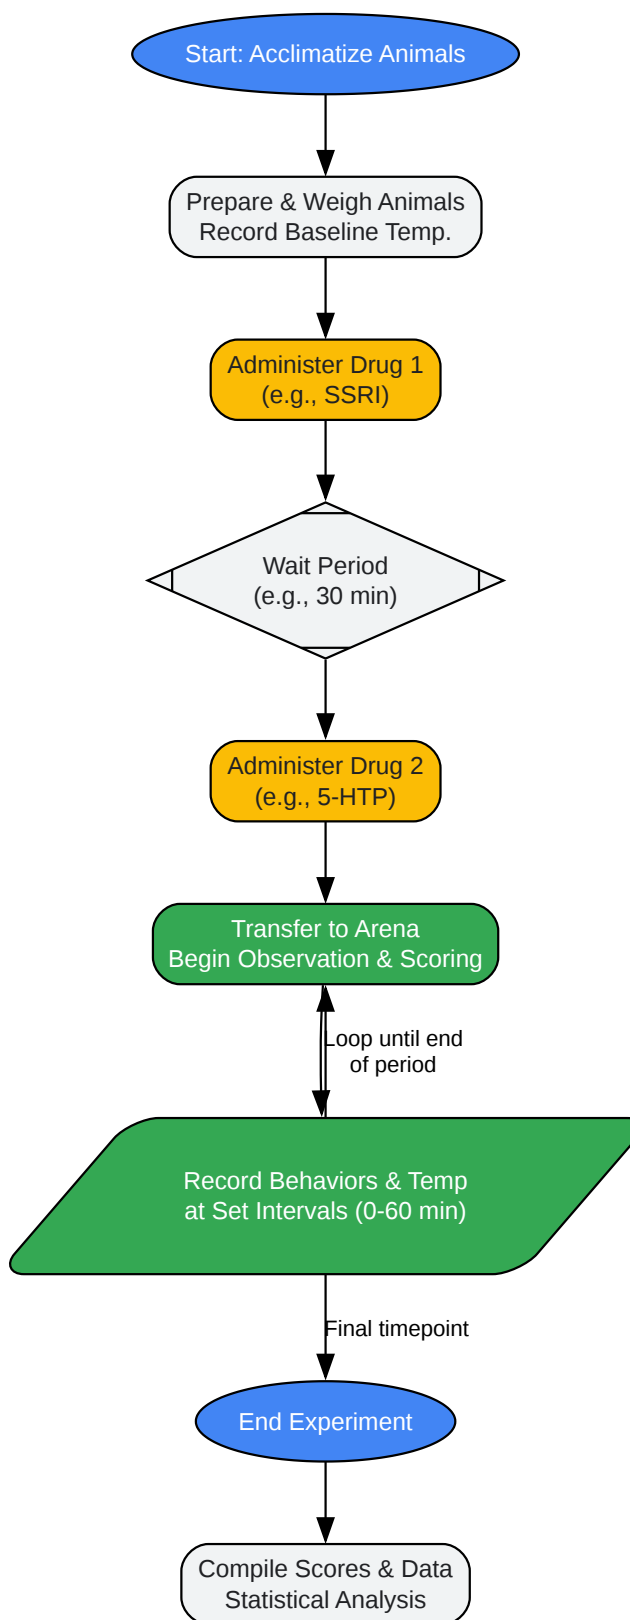 Start: Acclimatize Animals
Prepare & Weigh Animals
Record Baseline Temp.
Administer Drug 1
(e.g., SSRI)
Wait Period
(e.g., 30 min)
Administer Drug 2
(e.g., 5-HTP)
Transfer to Arena
Begin Observation & Scoring
Loop until end
of period
Record Behaviors & Temp
at Set Intervals (0-60 min)
Final timepoint
End Experiment
Compile Scores & Data
Statistical Analysis